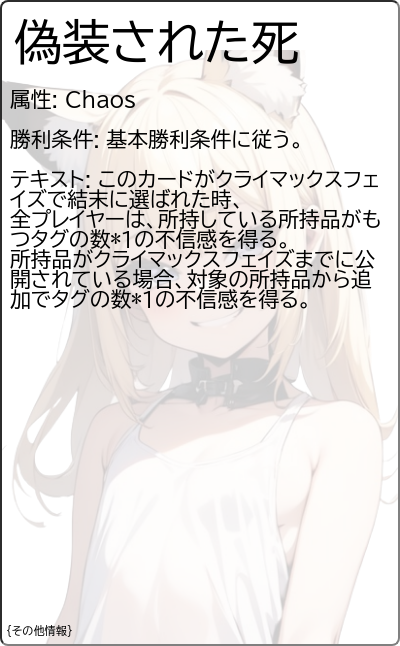 偽装された死
属性: Chaos
勝利条件: 基本勝利条件に従う。
テキスト: このカードがクライマックスフェ
イズで結末に選ばれた時、
全プレイヤーは、所持している所持品がも
つタグの数*1の不信感を得る。
所持品がクライマックスフェイズまでに公
開されている場合、対象の所持品から追
加でタグの数*1の不信感を得る。
{その他情報}